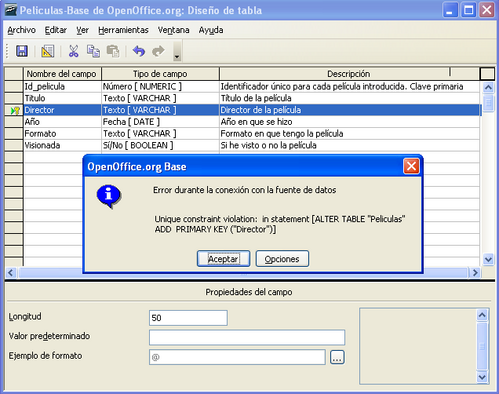 Peliculas-Base de OpenOffice.org: Diseño de tabla
Archivo Editar Ver Herramientas Ventana Ayuda
Nombre del campo Tipo de campo Descripción
Id_pelicula Número [ NUMERIC ] Identificador único para cada película introducida. Clave primaria
Titulo Texto [ VARCHAR ] Título de la película
Director Texto [ VARCHAR ] Director de la película
Año Fecha [ DATE ] Año en que se hizo
Formato Texto [ VARCHAR ] Formato en que tengo la película
Visionada Sí/No [ BOOLEAN ] Si he visto o no la película
OpenOffice.org Base
Error durante la conexión con la fuente de datos
Unique constraint violation: in statement [ALTER TABLE "Peliculas"
ADD PRIMARY KEY ("Director")]
Aceptar Opciones
Propiedades del campo
Longitud 50
Valor predeterminado
Ejemplo de formato @ ...